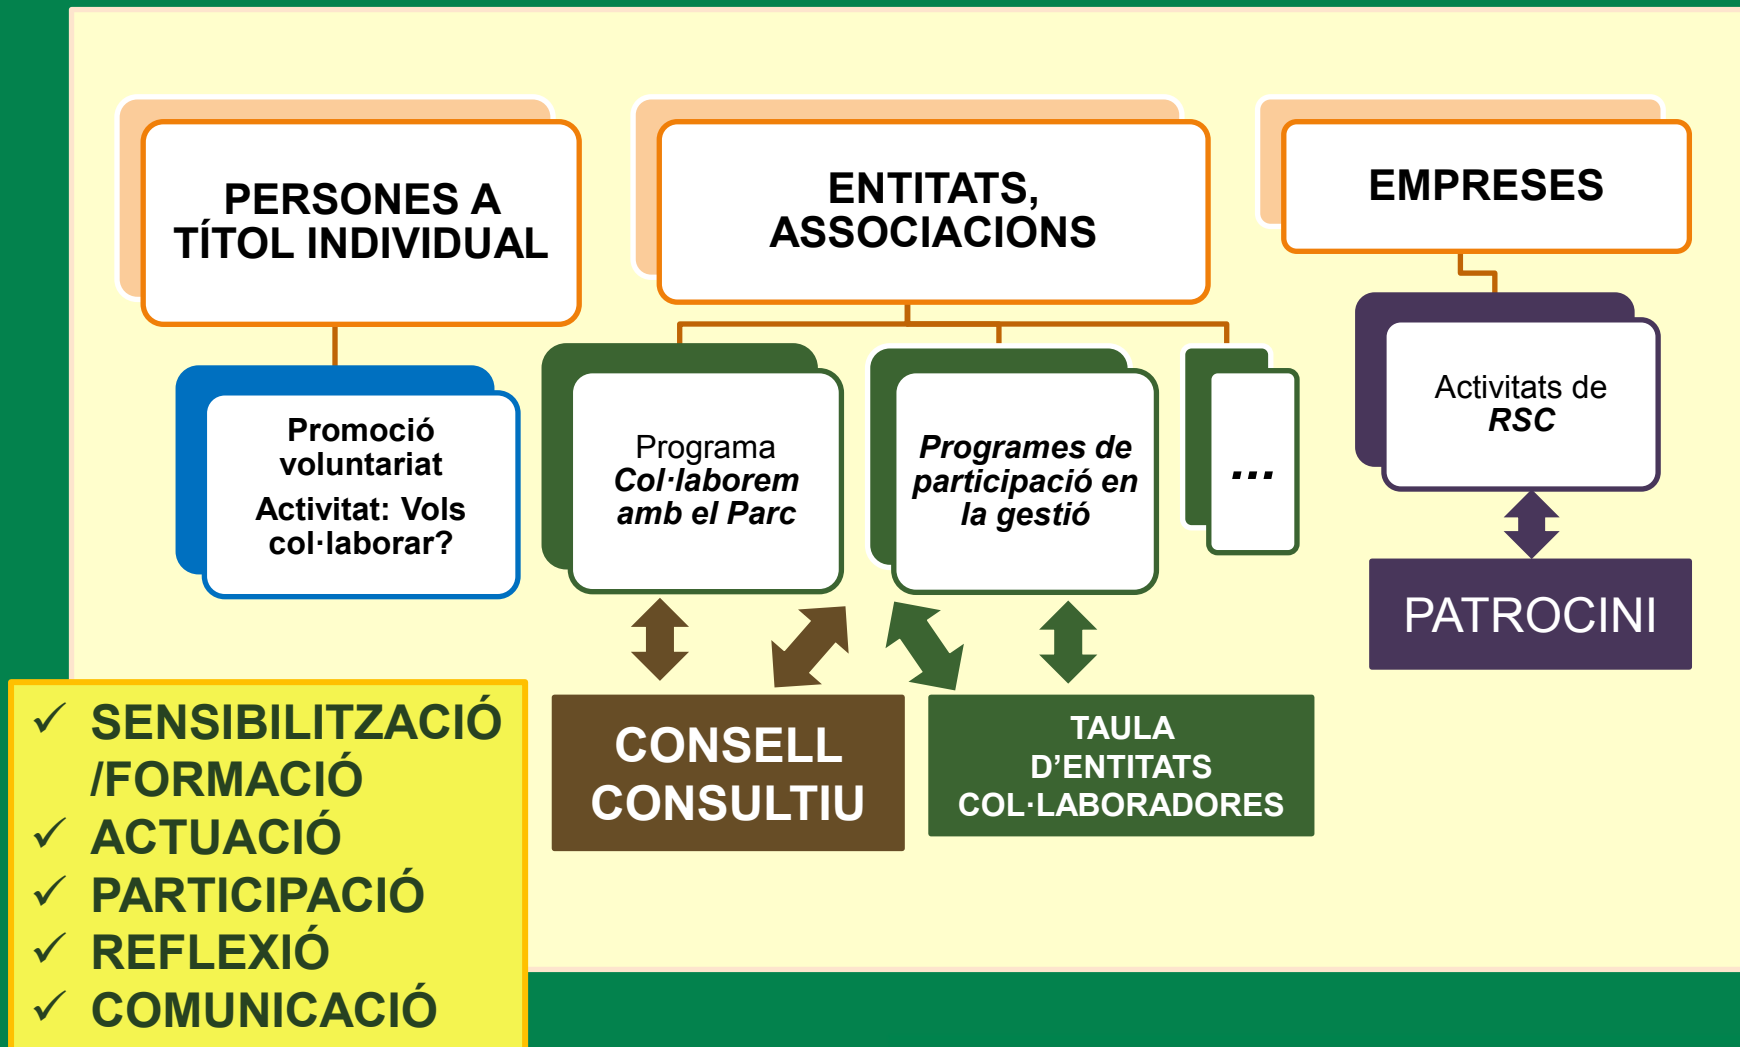 PERSONES A
TÍTOL INDIVIDUAL
ENTITATS,
ASSOCIACIONS
EMPRESES
Promoció
voluntariat
Activitat: Vols
col·laborar?
Programa
Col·laborem
amb el Parc
Programes de
participació en
la gestió
...
Activitats de
RSC
PATROCINI
CONSELL
CONSULTIU
TAULA
D’ENTITATS
COL·LABORADORES
✓ SENSIBILITZACIÓ
/FORMACIÓ
✓ ACTUACIÓ
✓ PARTICIPACIÓ
✓ REFLEXIÓ
✓ COMUNICACIÓ